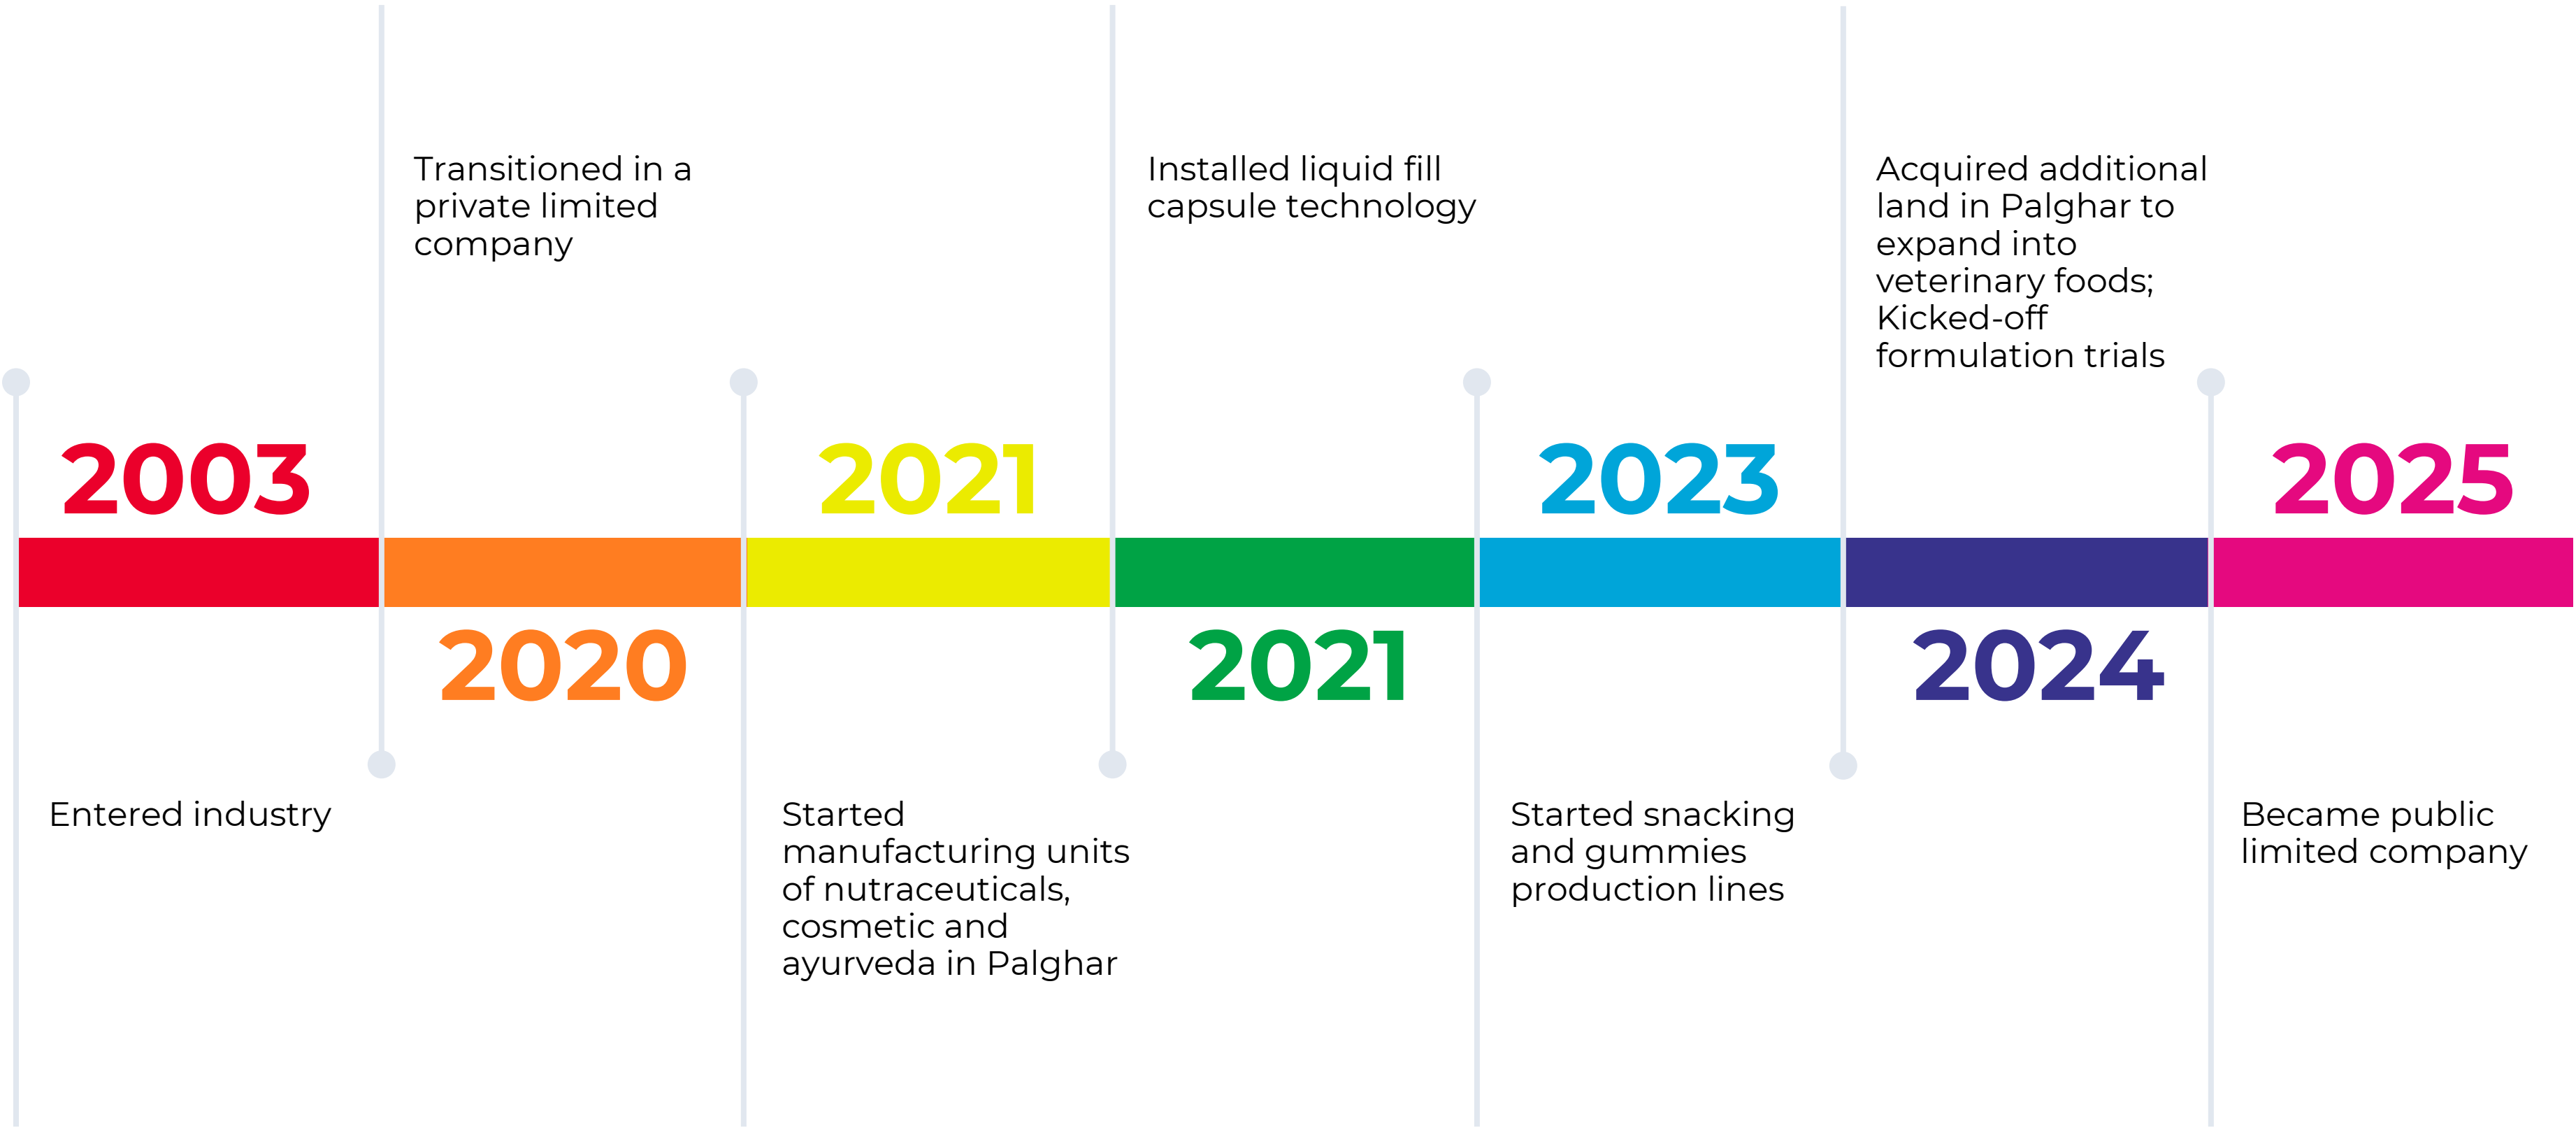 2003
Entered industry
Transitioned in a
private limited
company
2020
2021
Started
manufacturing units
of nutraceuticals,
cosmetic and
ayurveda in Palghar
Installed liquid fill
capsule technology
2021
2023
Started snacking
and gummies
production lines
Acquired additional
land in Palghar to
expand into
veterinary foods;
Kicked-off
formulation trials
2024
2025
Became public
limited company